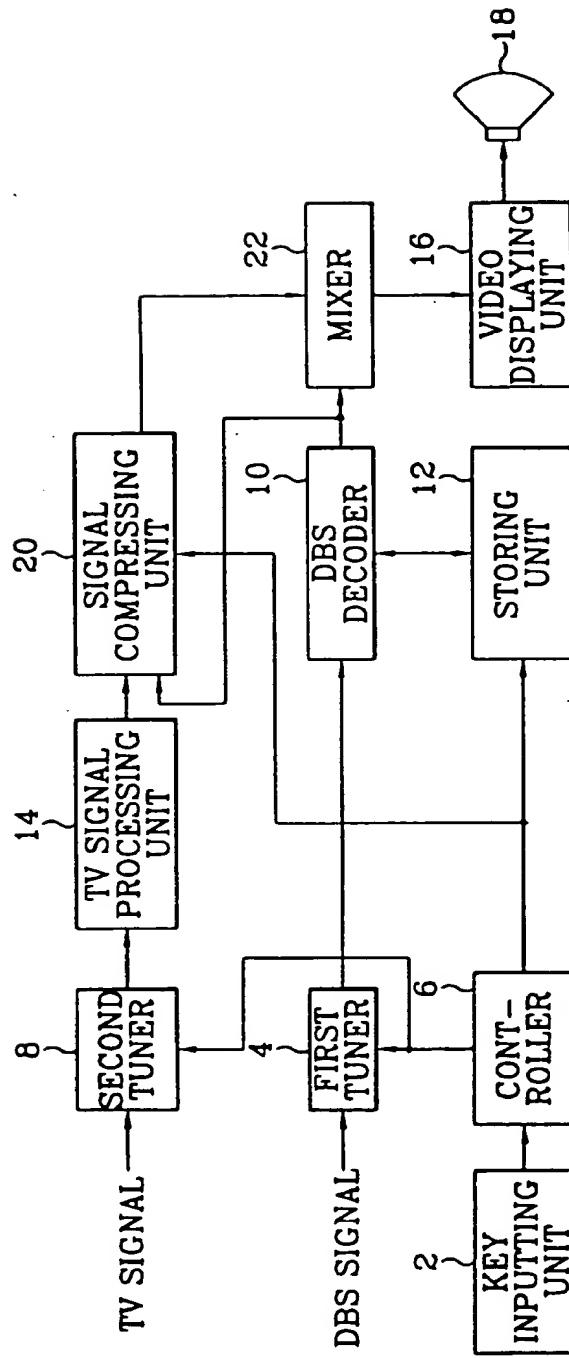 TV SIGNAL
8
SECOND
TUNER
14
TV SIGNAL
PROCESSING
UNIT
20
SIGNAL
COMPRESSING
UNIT
DBS SIGNAL
4
FIRST
TUNER
10
DBS
DECODER
22
MIXER
2
KEY
INPUTTING
UNIT
6
CONT-
ROLLER
12
STORING
UNIT
16
VIDEO
DISPLAYING
UNIT
18